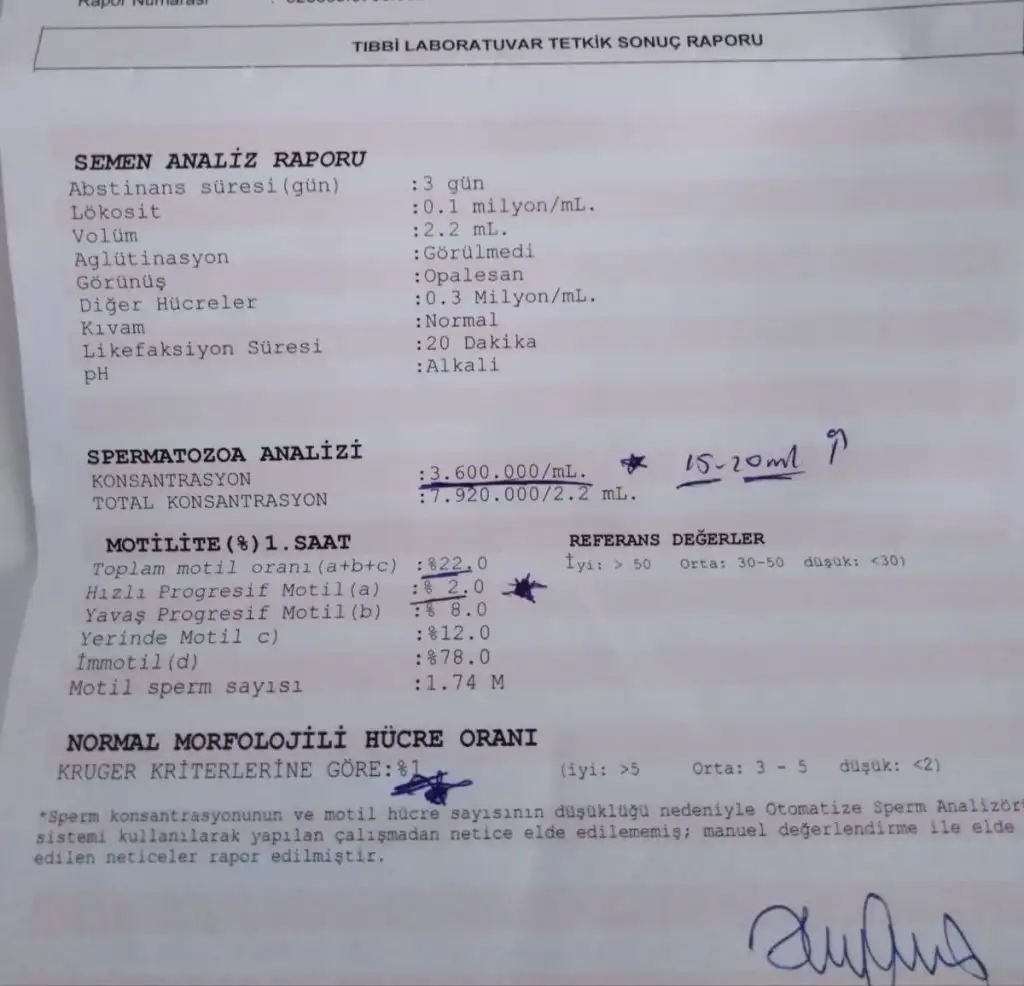 Rapor Numarası
TIBBİ LABORATUVAR TETKİK SONUÇ RAPORU
SEMEN ANALİZ RAPORU
Abstinans süresi(gün) :3 gün
Lökosit :0.1 milyon/mL.
Volüm :2.2 mL.
Aglütinasyon :Görülmedi
Görünüş :Opalesan
Diğer Hücreler :0.3 Milyon/mL.
Kıvam :Normal
Likefaksiyon Süresi :20 Dakika
pH :Alkali
SPERMATOZOA ANALİZİ
KONSANTRASYON :3.600.000/mL. 15-20ml
TOTAL KONSANTRASYON :7.920.000/2.2 mL.
MOTİLİTE(%)1.SAAT REFERANS DEĞERLER
Toplam motil oranı(a+b+c) :%22.0 İyi: > 50 Orta: 30-50 düşük: <30)
Hızlı Progresif Motil(a) :% 2.0
Yavaş Progresif Motil(b) :% 8.0
Yerinde Motil c) :%12.0
İmmotil(d) :%78.0
Motil sperm sayısı :1.74 M
NORMAL MORFOLOJİLİ HÜCRE ORANI
KRUGER KRİTERLERİNE GÖRE:%1 (iyi: >5 Orta: 3 - 5 düşük: <2)
*Sperm konsantrasyonunun ve motil hücre sayısının düşüklüğü nedeniyle Otomatize Sperm Analizör
sistemi kullanılarak yapılan çalışmadan netice elde edilememiş; manuel değerlendirme ile elde
edilen neticeler rapor edilmiştir.